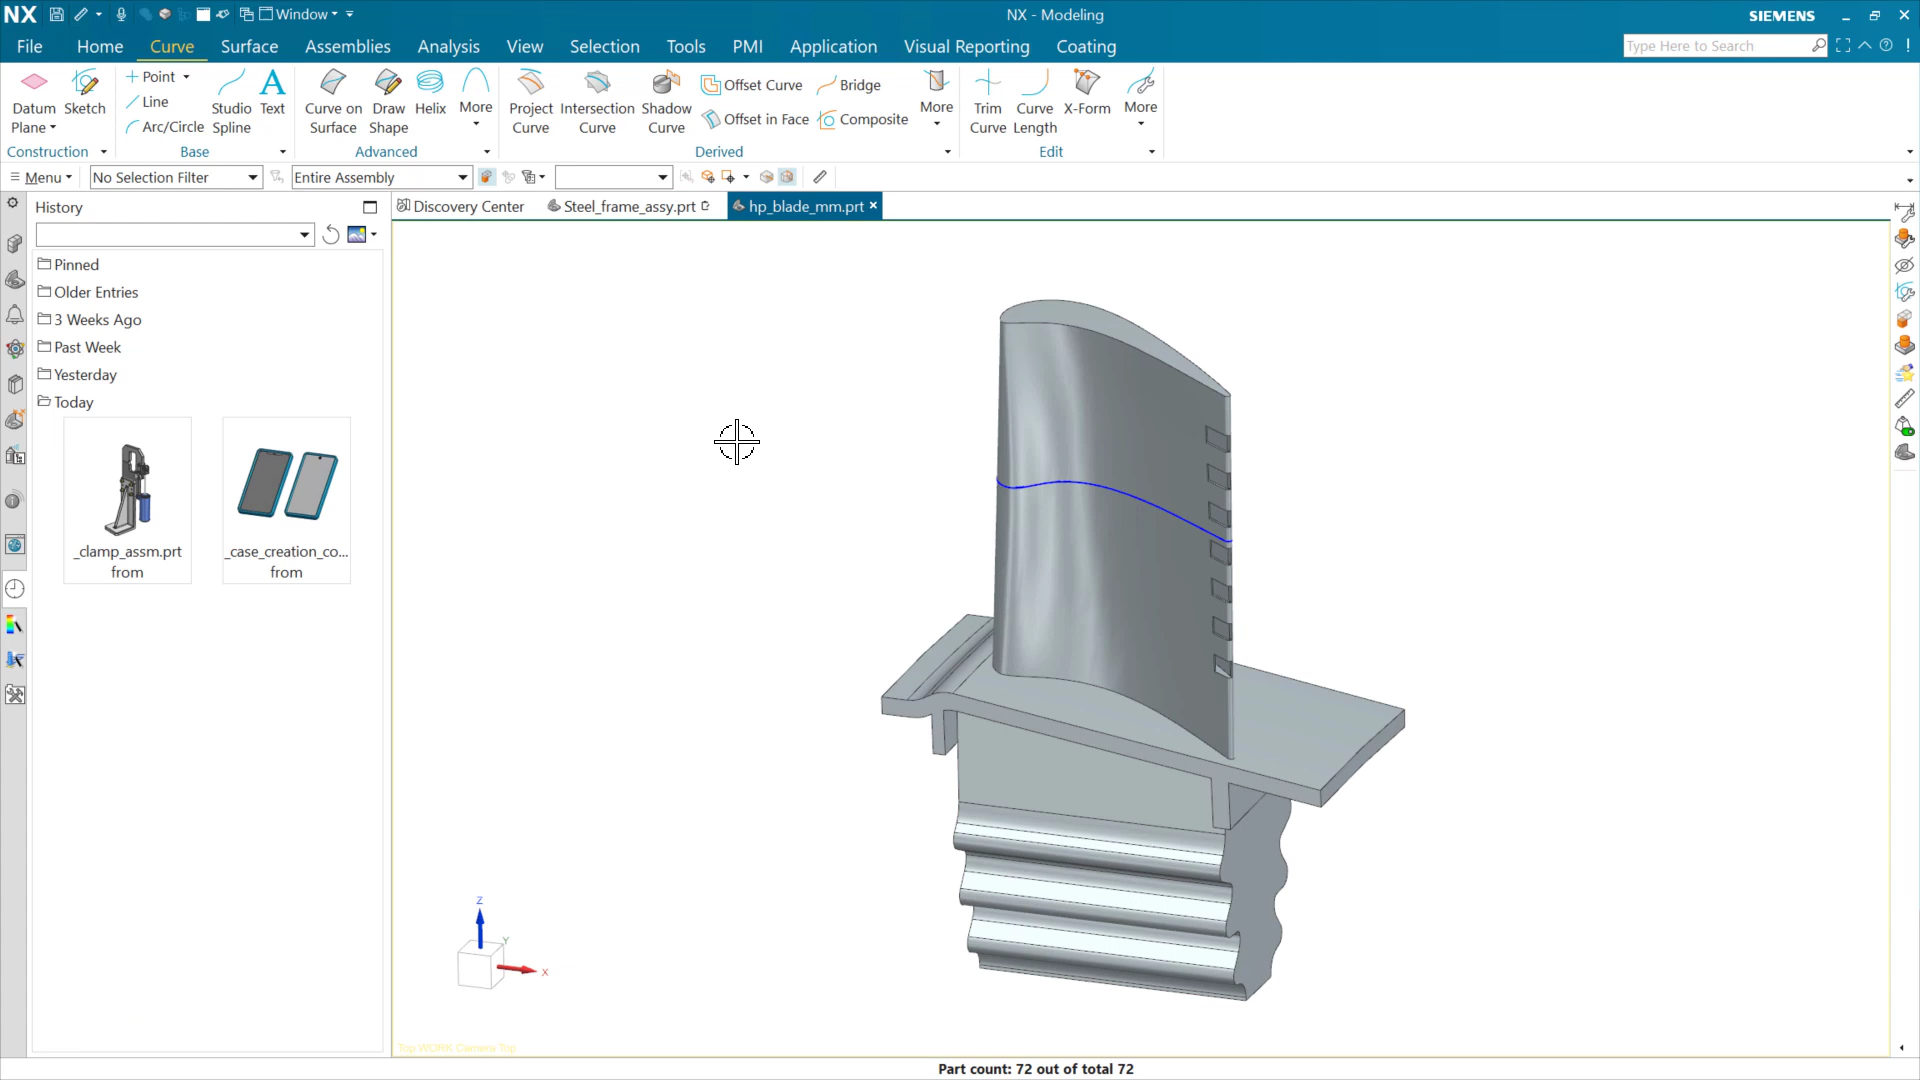 NX
Window
NX - Modeling
SIEMENS
File
Home
Curve
Surface
Assemblies
Analysis
View
Selection
Tools
PMI
Application
Visual Reporting
Coating
Type Here to Search
Datum Plane
Sketch
Construction
Point
Line
Arc/Circle
Studio Spline
Text
Base
Curve on Surface
Draw Shape
Helix
More
Advanced
Project Curve
Intersection Curve
Shadow Curve
Offset Curve
Offset in Face
Bridge
Composite
More
Derived
Trim Curve
Curve Length
X-Form
More
Edit
Menu
No Selection Filter
Entire Assembly
History
Discovery Center
Steel_frame_assy.prt
hp_blade_mm.prt
Pinned
Older Entries
3 Weeks Ago
Past Week
Yesterday
Today
_clamp_assm.prt
from
_case_creation_co...
from
Z
Y
X
Top WORK Camera Top
Part count: 72 out of total 72